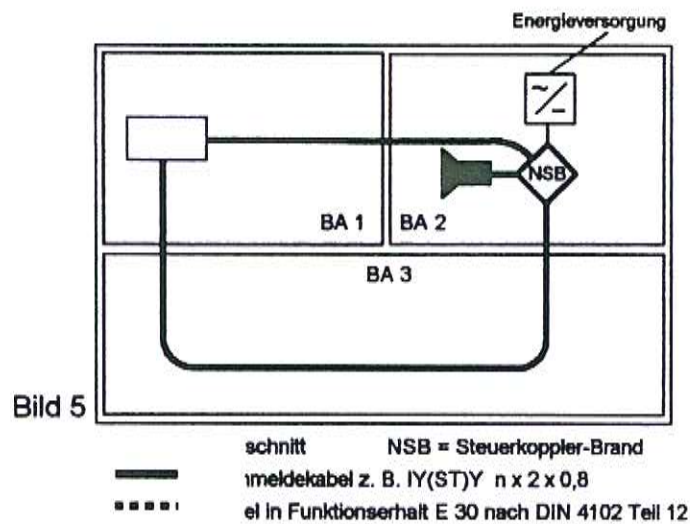 Energieversorgung
NSB
BA 1
BA 2
BA 3
Bild 5
schnitt NSB = Steuerkoppler-Brand
meldekabel z. B. IY(ST)Y n x 2 x 0,8
el in Funktionserhalt E 30 nach DIN 4102 Teil 12